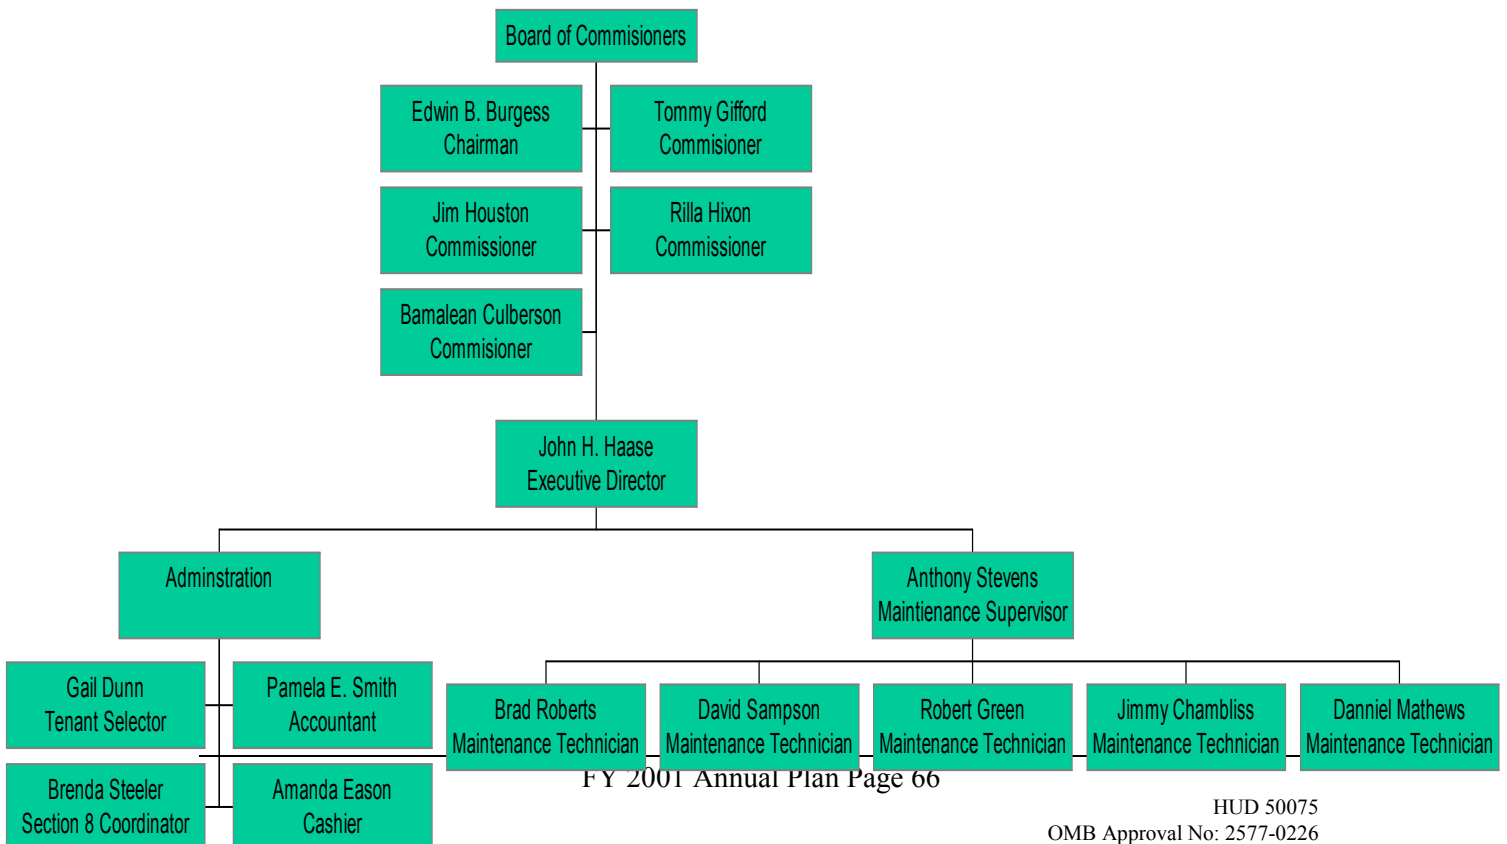 Board of Commisioners
Edwin B. Burgess
Chairman
Tommy Gifford
Commisioner
Jim Houston
Commissioner
Rilla Hixon
Commissioner
Bamalean Culberson
Commisioner
John H. Haase
Executive Director
Adminstration
Anthony Stevens
Maintienance Supervisor
Gail Dunn
Tenant Selector
Pamela E. Smith
Accountant
Brad Roberts
Maintenance Technician
David Sampson
Maintenance Technician
Robert Green
Maintenance Technician
Jimmy Chambliss
Maintenance Technician
Danniel Mathews
Maintenance Technician
Brenda Steeler
Section 8 Coordinator
Amanda Eason
Cashier
FY 2001 Annual Plan Page 66
HUD 50075
OMB Approval No: 2577-0226